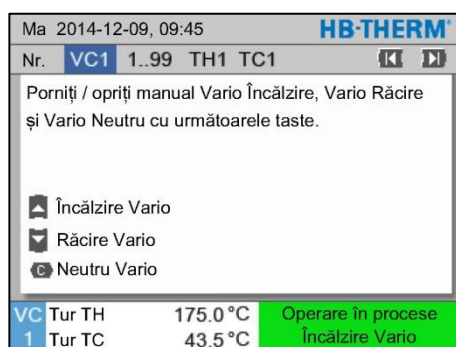 Ma 2014-12-09, 09:45 HB-THERM®
Nr. VC1 1..99 TH1 TC1
Porniți / opriți manual Vario Încălzire, Vario Răcire
și Vario Neutru cu următoarele taste.
Încălzire Vario
Răcire Vario
C Neutru Vario
VC Tur TH 175.0 °C Operare în procese
1 Tur TC 43.5 °C Încălzire Vario